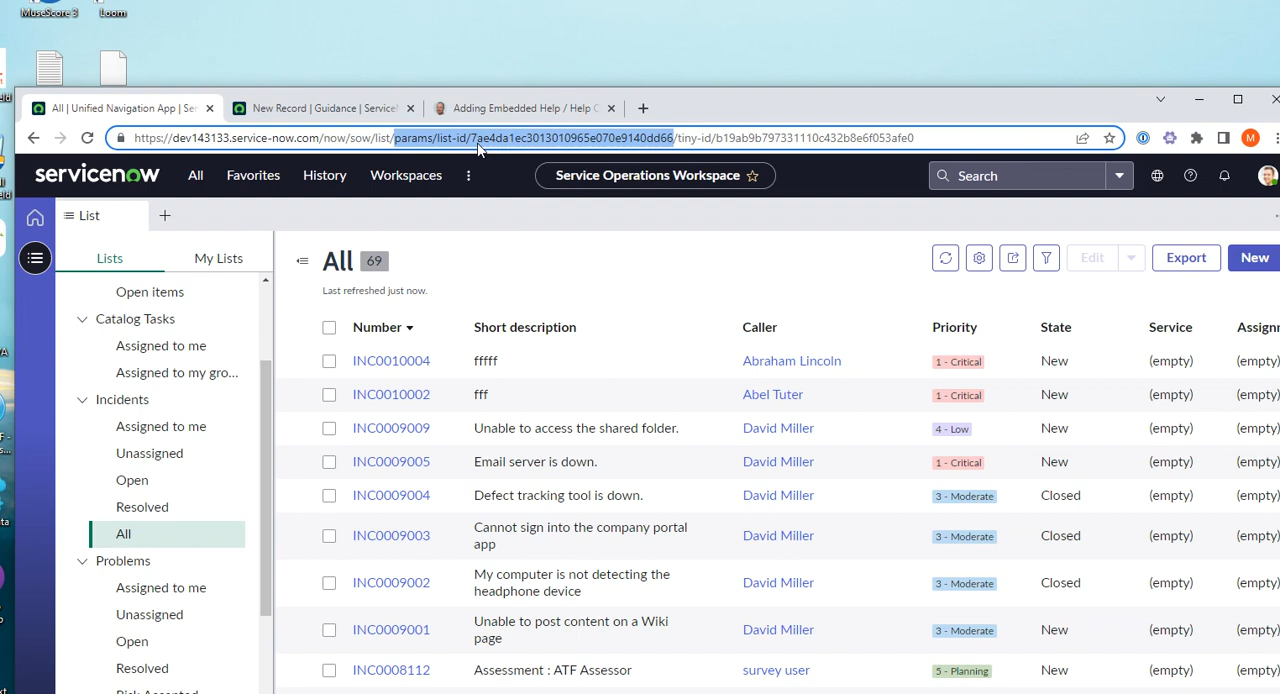 MuseScore 3 Loom
All | Unified Navigation App | Ser New Record | Guidance | ServiceN Adding Embedded Help / Help C
https://dev143133.service-now.com/now/sow/list/params/list-id/7ae4da1ec3013010965e070e9140dd66/tiny-id/b19ab9b797331110c432b8e6f053afe0
M
servicenow All Favorites History Workspaces Service Operations Workspace Search
List
Lists My Lists
All 69
Edit Export New
Last refreshed just now.
Open items
Catalog Tasks
Assigned to me
Assigned to my gro...
Incidents
Assigned to me
Unassigned
Open
Resolved
All
Problems
Assigned to me
Unassigned
Open
Resolved
Number Short description Caller Priority State Service Assign
INC0010004 fffff Abraham Lincoln 1 - Critical New (empty) (empty)
INC0010002 fff Abel Tuter 1 - Critical New (empty) (empty)
INC0009009 Unable to access the shared folder. David Miller 4 - Low New (empty) (empty)
INC0009005 Email server is down. David Miller 1 - Critical New (empty) (empty)
INC0009004 Defect tracking tool is down. David Miller 3 - Moderate Closed (empty) (empty)
INC0009003 Cannot sign into the company portal David Miller 3 - Moderate Closed (empty) (empty)
app
INC0009002 My computer is not detecting the David Miller 3 - Moderate Closed (empty) (empty)
headphone device
INC0009001 Unable to post content on a Wiki David Miller 3 - Moderate New (empty) (empty)
page
INC0008112 Assessment : ATF Assessor survey user 5 - Planning New (empty) (empty)